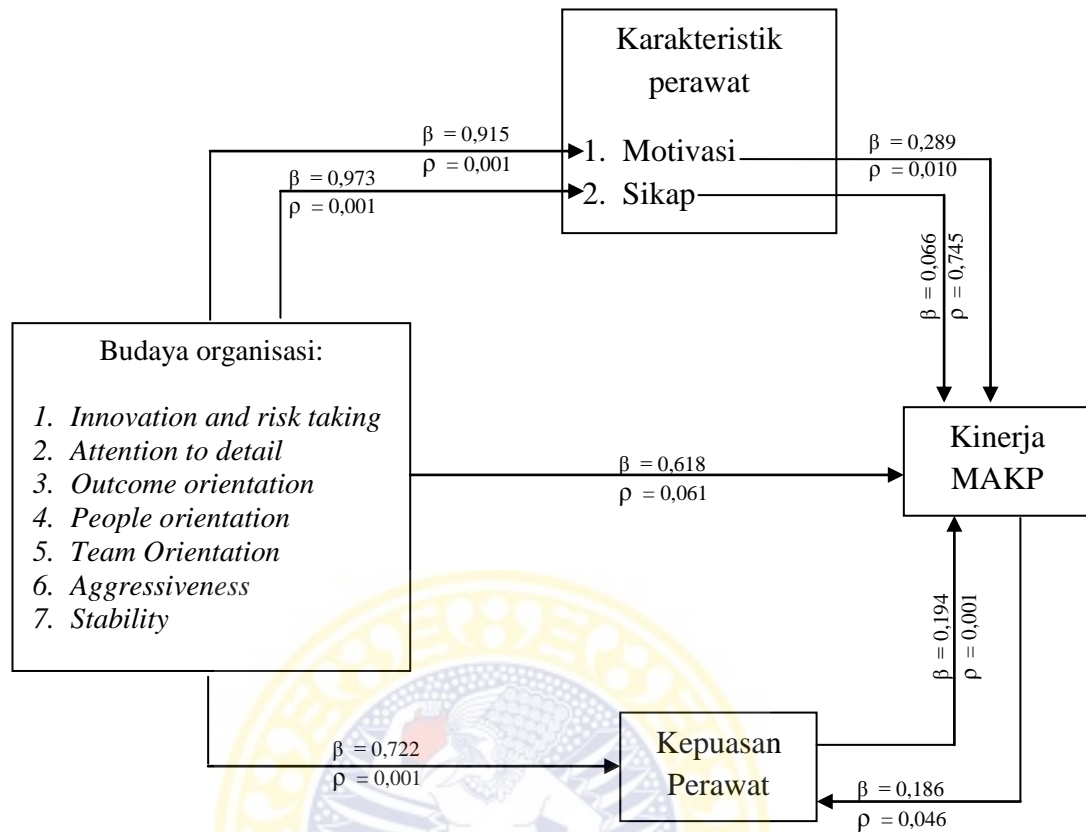 Karakteristik
perawat
1. Motivasi
2. Sikap
β = 0,915
ρ = 0,001
β = 0,973
ρ = 0,001
β = 0,289
ρ = 0,010
β = 0,066
ρ = 0,745
Budaya organisasi:
1. Innovation and risk taking
2. Attention to detail
3. Outcome orientation
4. People orientation
5. Team Orientation
6. Aggressiveness
7. Stability
β = 0,618
ρ = 0,061
Kinerja
MAKP
β = 0,194
ρ = 0,001
β = 0,722
ρ = 0,001
Kepuasan
Perawat
β = 0,186
ρ = 0,046